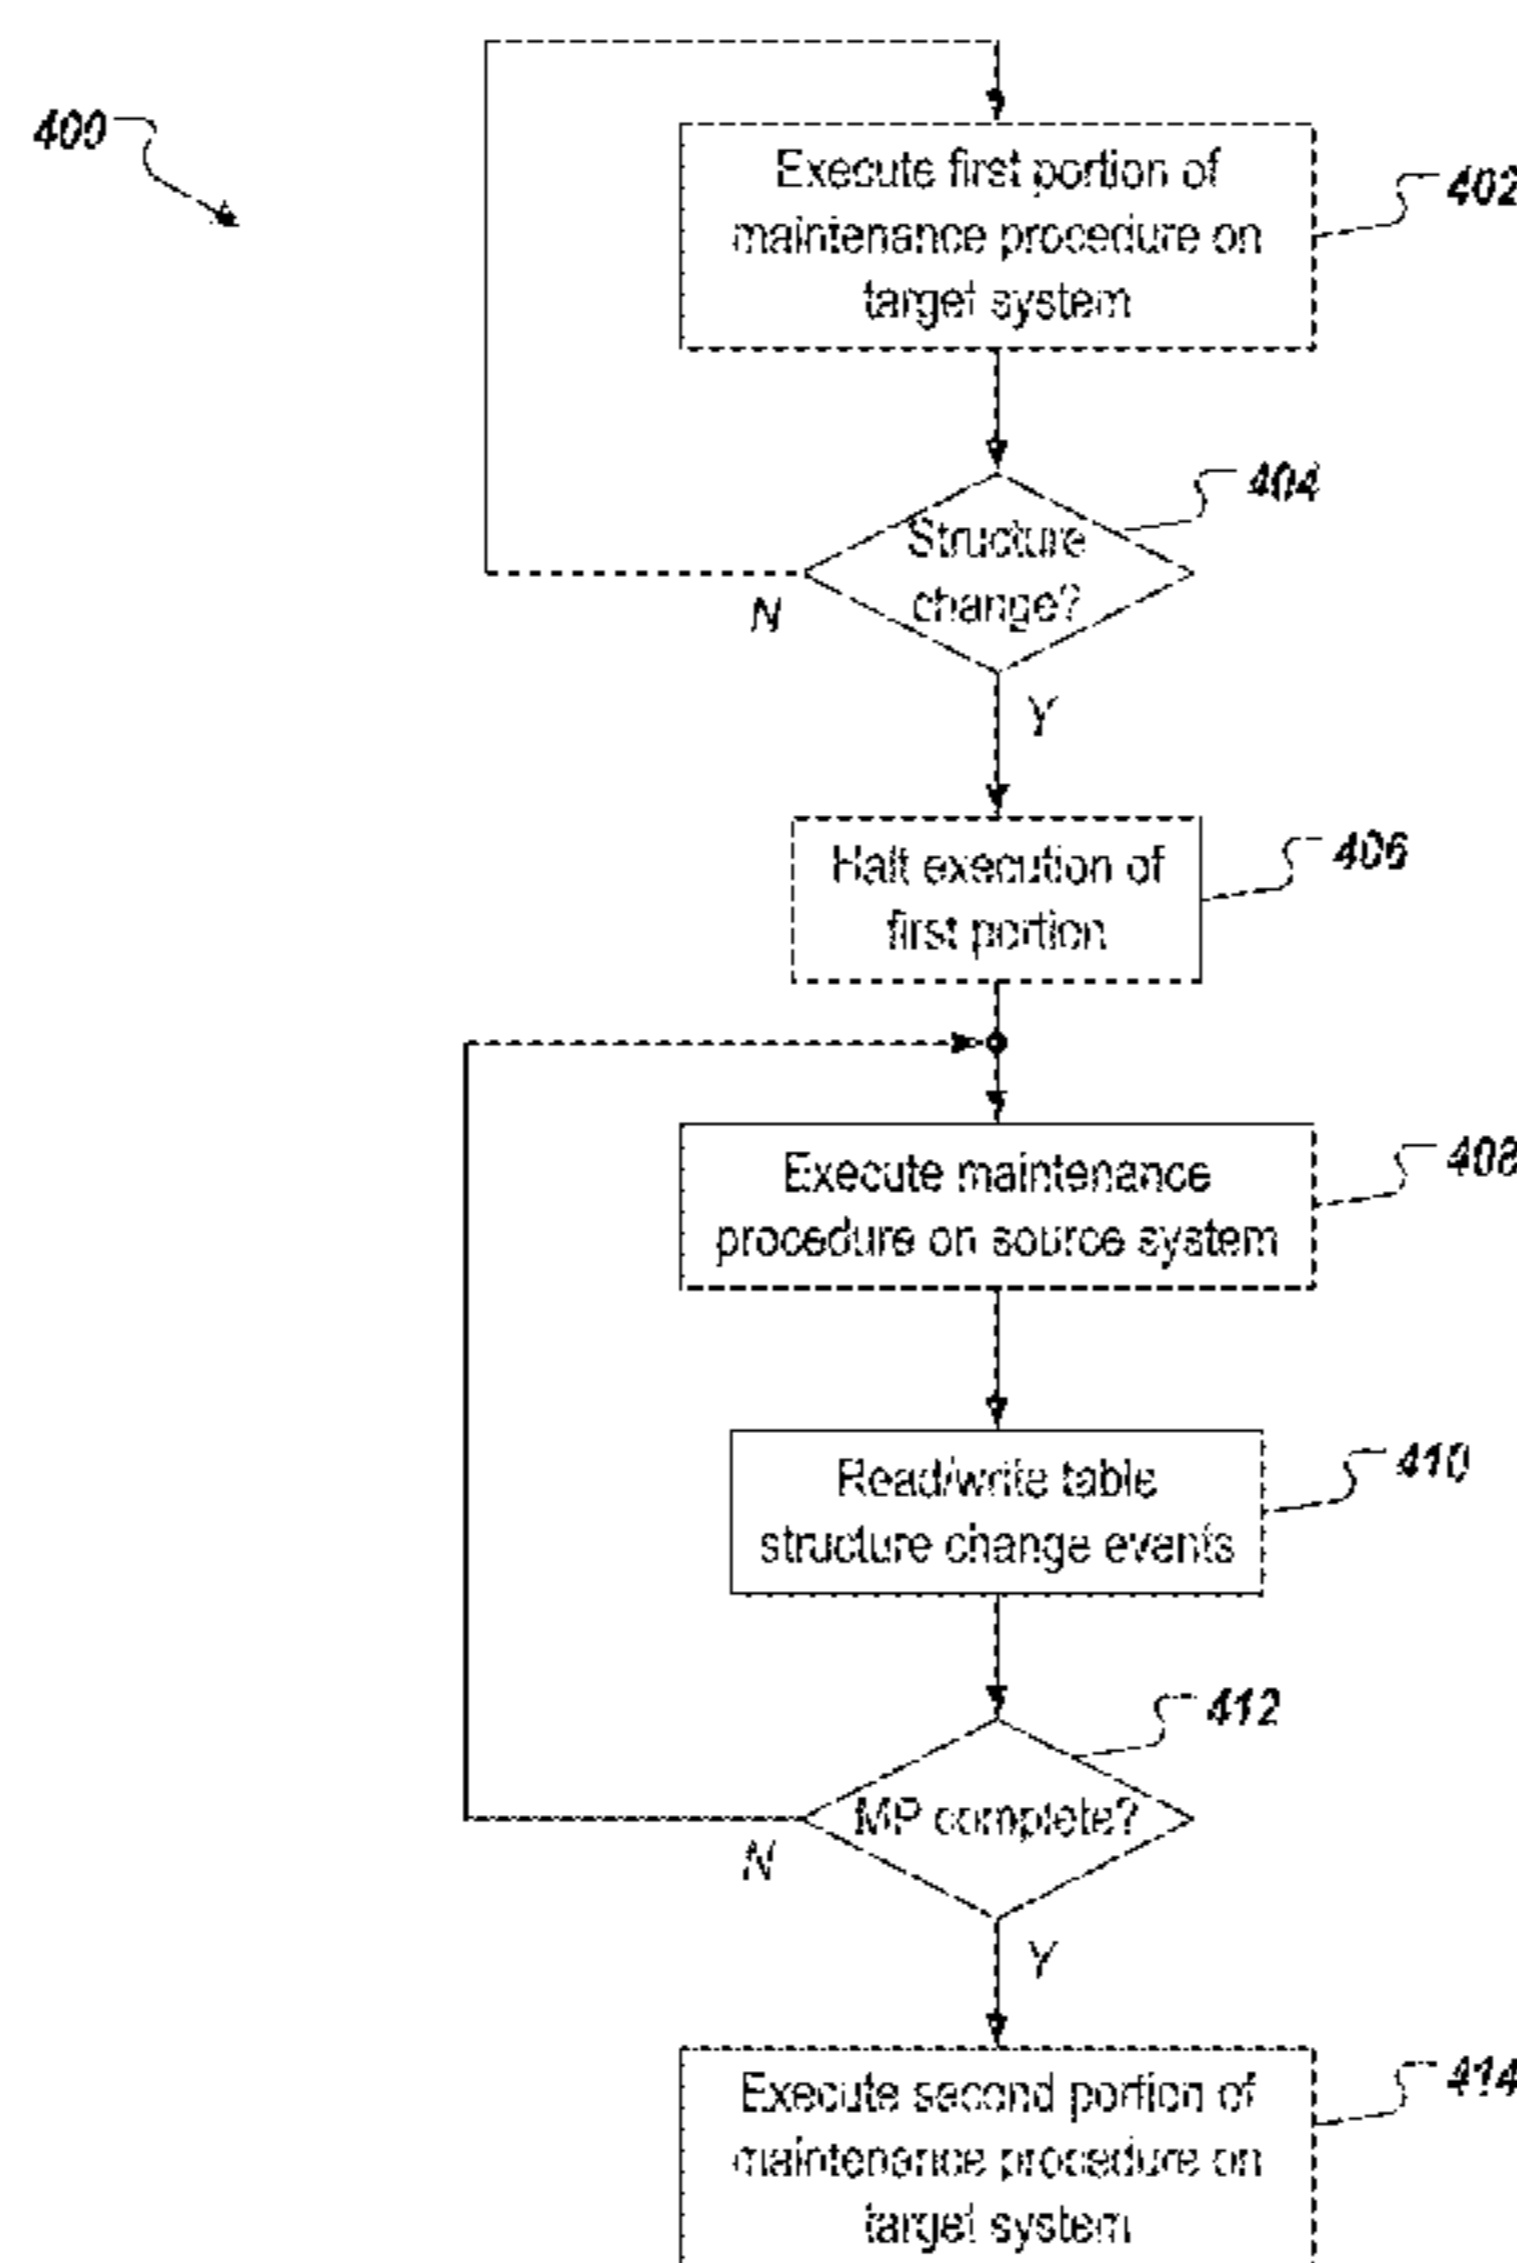 400
Execute first portion of
maintenance procedure on
target system
402
Structure
change?
404
N
Y
Halt execution of
first portion
406
Execute maintenance
procedure on source system
408
Read/write table
structure change events
410
MP complete?
412
N
Y
Execute second portion of
maintenance procedure on
target system
414